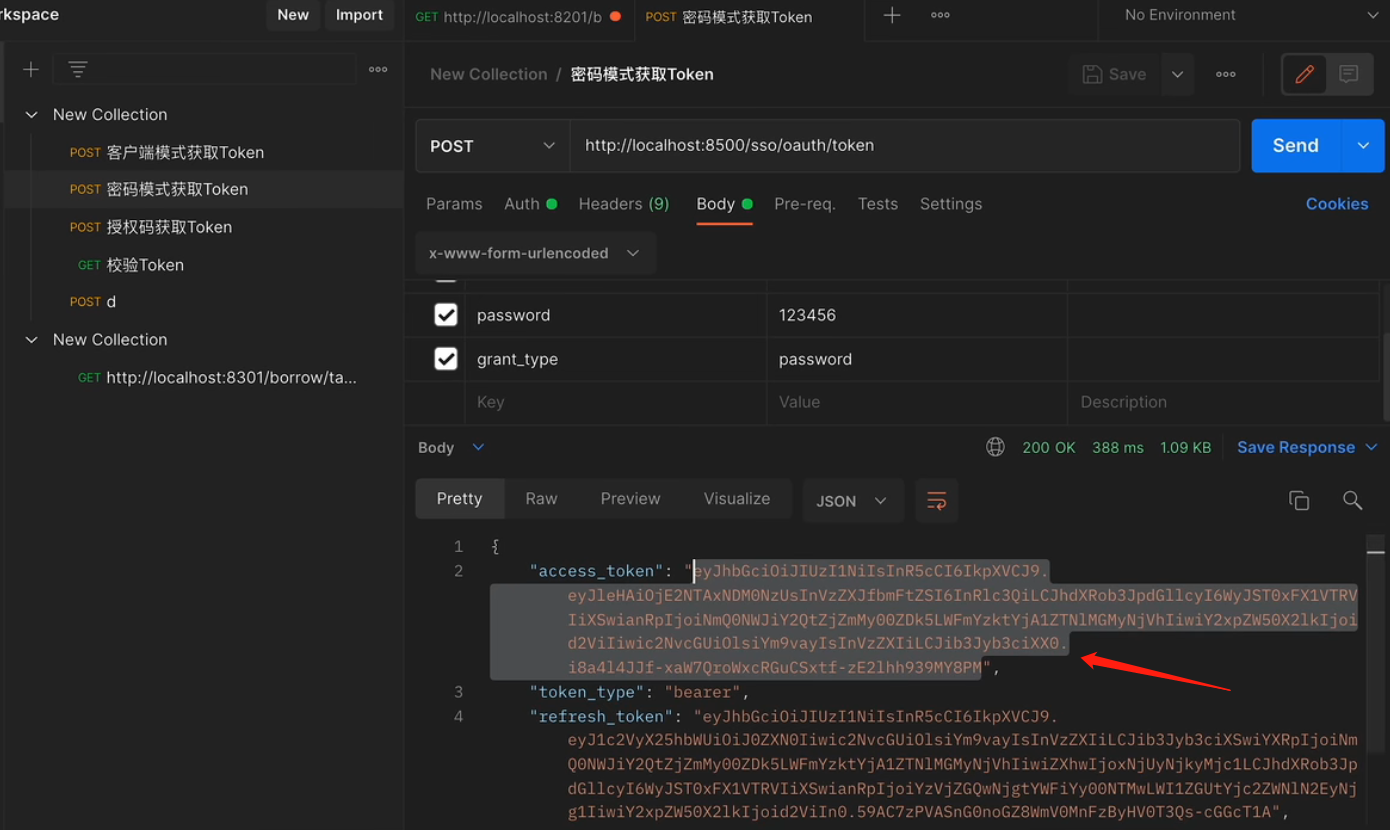 rkspace
New
Import
GET http://localhost:8201/b
POST 密码模式获取Token
No Environment
New Collection / 密码模式获取Token
Save
New Collection
POST 客户端模式获取Token
POST 密码模式获取Token
POST 授权码获取Token
GET 校验Token
POST d
New Collection
GET http://localhost:8301/borrow/ta...
POST
http://localhost:8500/sso/oauth/token
Send
Params
Auth
Headers (9)
Body
Pre-req.
Tests
Settings
Cookies
x-www-form-urlencoded
password
123456
grant_type
password
Key
Value
Description
Body
200 OK
388 ms
1.09 KB
Save Response
Pretty
Raw
Preview
Visualize
JSON
1 {
2 "access_token": "eyJhbGciOiJIUzI1NiIsInR5cCI6IkpXVCJ9.
eyJleHAiOjE2NTAxNDM0NzUsInVzZXJfbmFtZSI6InRlc3QiLCJhdXRob3JpdGllcyI6WyJST0xFX1VTRV
IiXSwianRpIjoiNmQ0NWJiY2QtZjZmMy00ZDk5LWFmYzktYjA1ZTNlMGMyNjVhIiwiY2xpZW50X2lkIjoi
d2ViIiwic2NvcGUiOlsiYm9vayIsInVzZXIiLCJib3Jyb3ciXX0.
i8a4l4JJf-xaW7QroWxcRGuCSxtf-zE2lhh939MY8PM",
3 "token_type": "bearer",
4 "refresh_token": "eyJhbGciOiJIUzI1NiIsInR5cCI6IkpXVCJ9.
eyJ1c2VyX25hbWUiOiJ0ZXN0Iiwic2NvcGUiOlsiYm9vayIsInVzZXIiLCJib3Jyb3ciXSwiYXRpIjoiNm
Q0NWJiY2QtZjZmMy00ZDk5LWFmYzktYjA1ZTNlMGMyNjVhIiwiZXhwIjoxNjUyNjkyMjc1LCJhdXRob3Jp
dGllcyI6WyJST0xFX1VTRVIiXSwianRpIjoiYzVjZGQwNjgtYWFiYy00NTMwLWI1ZGUtYjc2ZWNlN2EyNj
g1IiwiY2xpZW50X2lkIjoid2ViIn0.59AC7zPVASnG0noGZ8WmV0MnFzByHV0T3Qs-cGGcT1A",